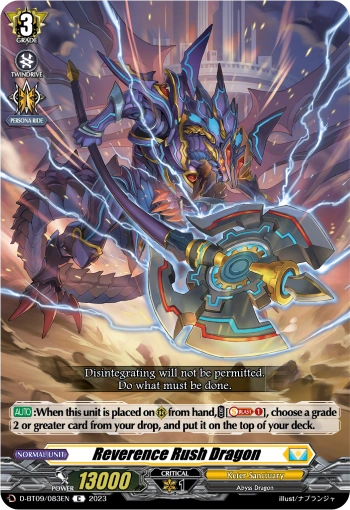 3
GRADE
TWINDRIVE
PERSONA RIDE
Disintegrating will not be permitted.
Do what must be done.
AUTO:When this unit is placed on from hand, [SOUL BLAST 1], choose a grade
2 or greater card from your drop, and put it on the top of your deck.
NORMAL UNIT
Reverence Rush Dragon
POWER 13000 CRITICAL 1 Keter Sanctuary
Abyss Dragon
D-BT09/083EN C 2023 illust/ナブランジャ